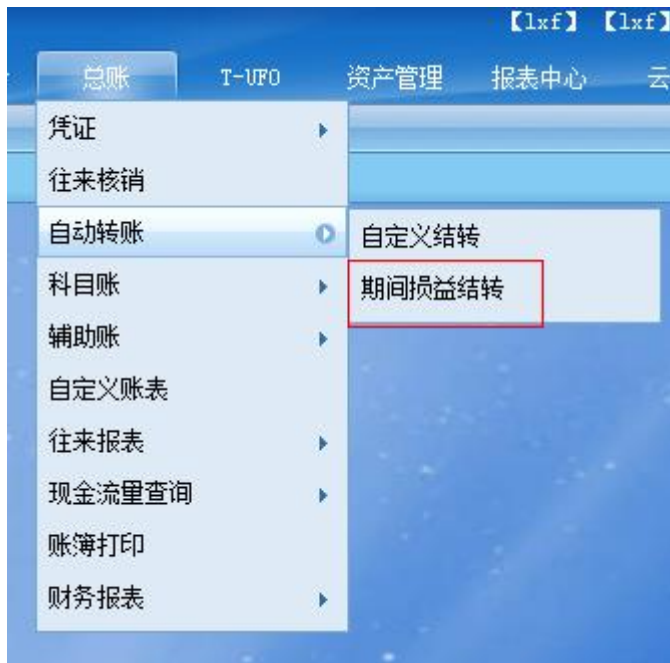 【lxf】 【lxf】
总账 T-UFO 资产管理 报表中心 云
凭证
往来核销
自动转账
自定义结转
期间损益结转
科目账
辅助账
自定义账表
往来报表
现金流量查询
账簿打印
财务报表